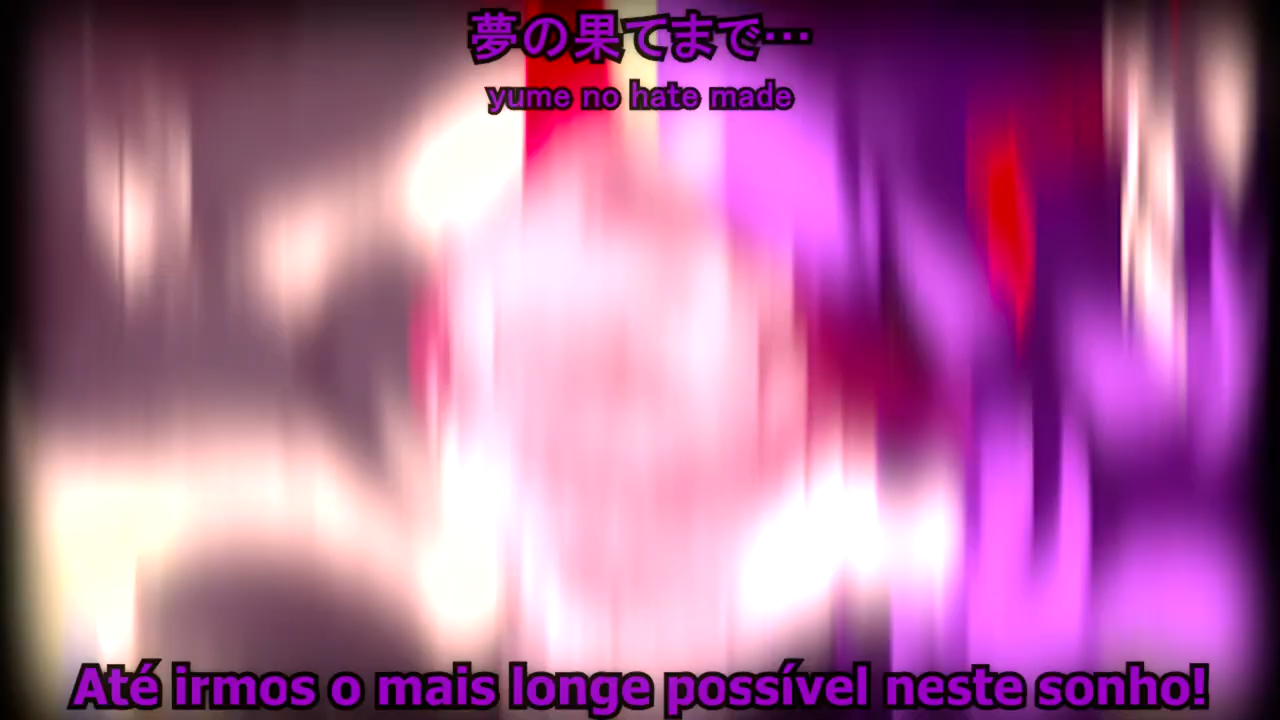 夢の果てまで…
yume no hate made
Até irmos o mais longe possível neste sonho!